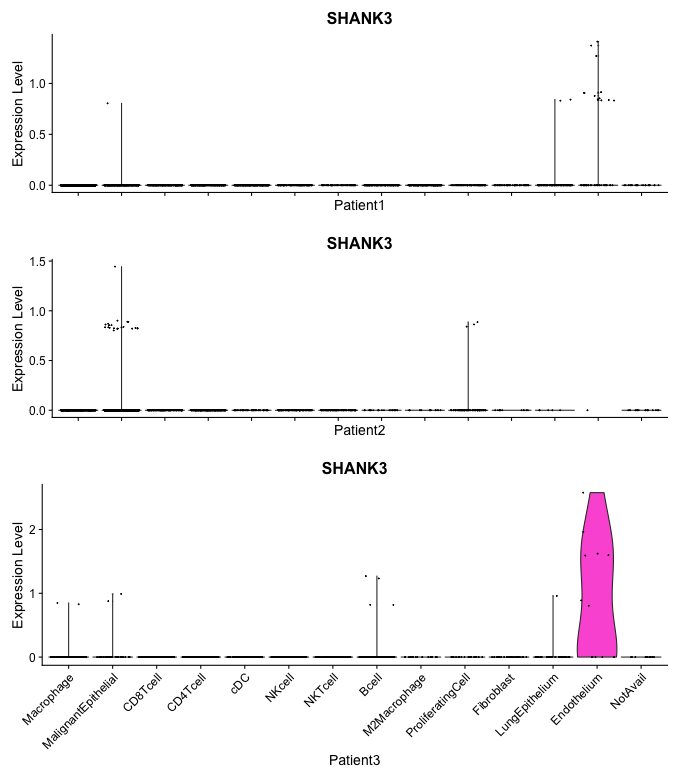 SHANK3
Expression Level
1.0
0.5
0.0
Patient1
SHANK3
Expression Level
1.5
1.0
0.5
0.0
Patient2
SHANK3
Expression Level
2
1
0
Macrophage
MalignantEpithelial
CD8Tcell
CD4Tcell
cDC
NKcell
NKTcell
Bcell
M2Macrophage
ProliferatingCell
Fibroblast
LungEpithelium
Endothelium
NotAvail
Patient3